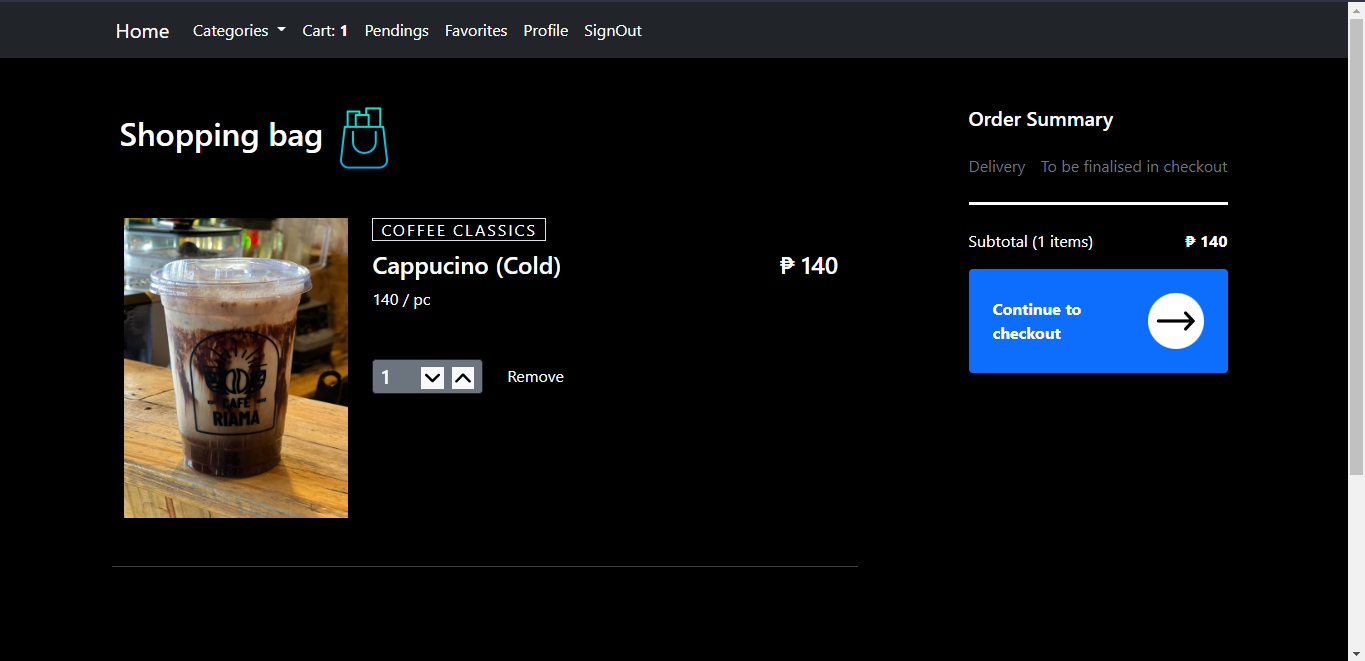 Home Categories Cart: 1 Pendings Favorites Profile SignOut
Shopping bag
COFFEE CLASSICS
Cappucino (Cold)
₱ 140
140 / pc
1
Remove
CAFE
RIAMA
Order Summary
Delivery To be finalised in checkout
Subtotal (1 items) ₱ 140
Continue to
checkout